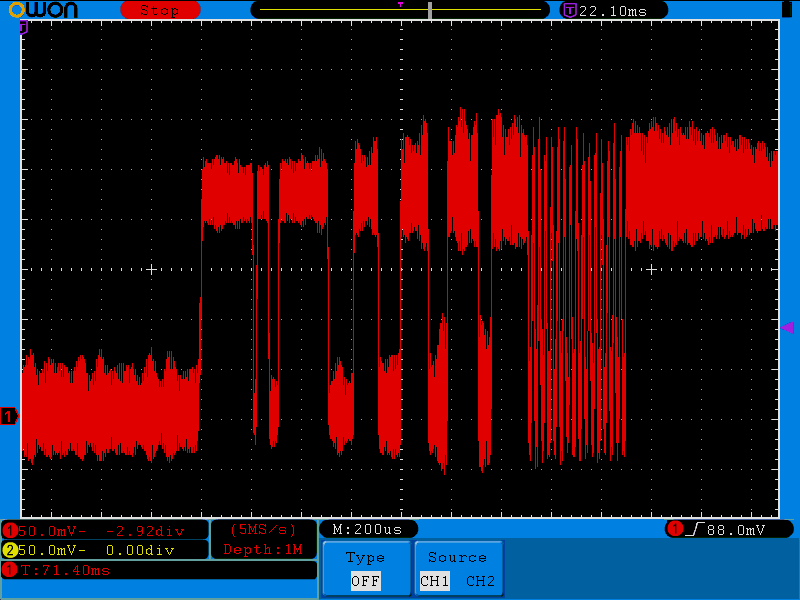 OWON Stop T 22.10ms
1
1 50.0mV- -2.92div (5MS/s) M:200us 1 88.0mV
2 50.0mV- 0.00div Depth:1M Type Source
1 T:71.40ms OFF CH1 CH2